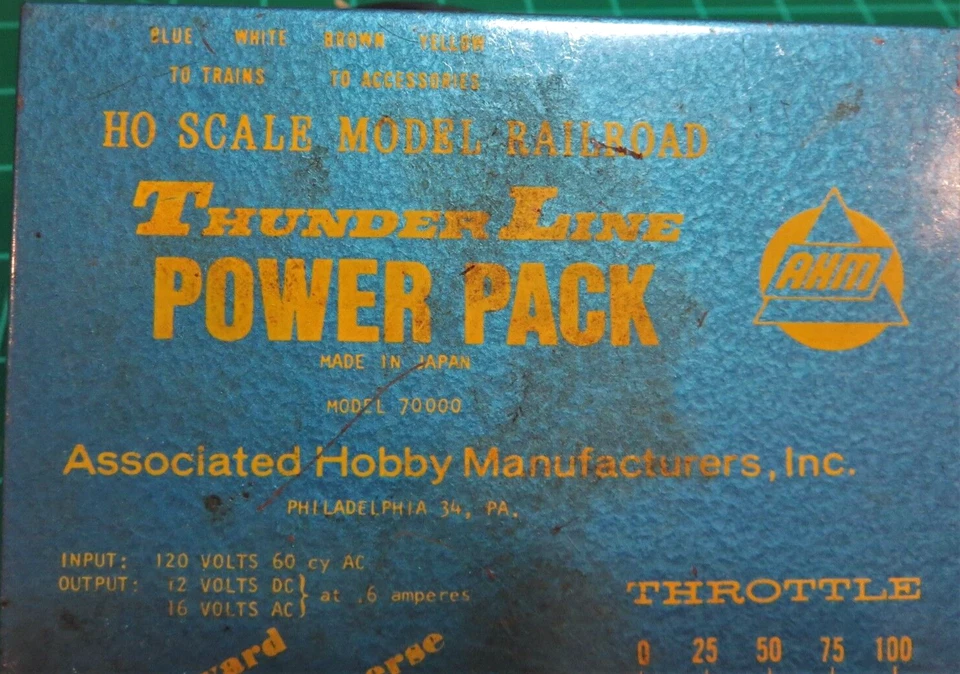 BLUE WHITE BROWN YELLOW
TO TRAINS TO ACCESSORIES
HO SCALE MODEL RAILROAD
THUNDER LINE
POWER PACK
AHM
MADE IN JAPAN
MODEL 70000
Associated Hobby Manufacturers, Inc.
PHILADELPHIA 34, PA.
INPUT: 120 VOLTS 60 cy AC
OUTPUT: 12 VOLTS DC
16 VOLTS AC
} at .6 amperes
THROTTLE
0 25 50 75 100